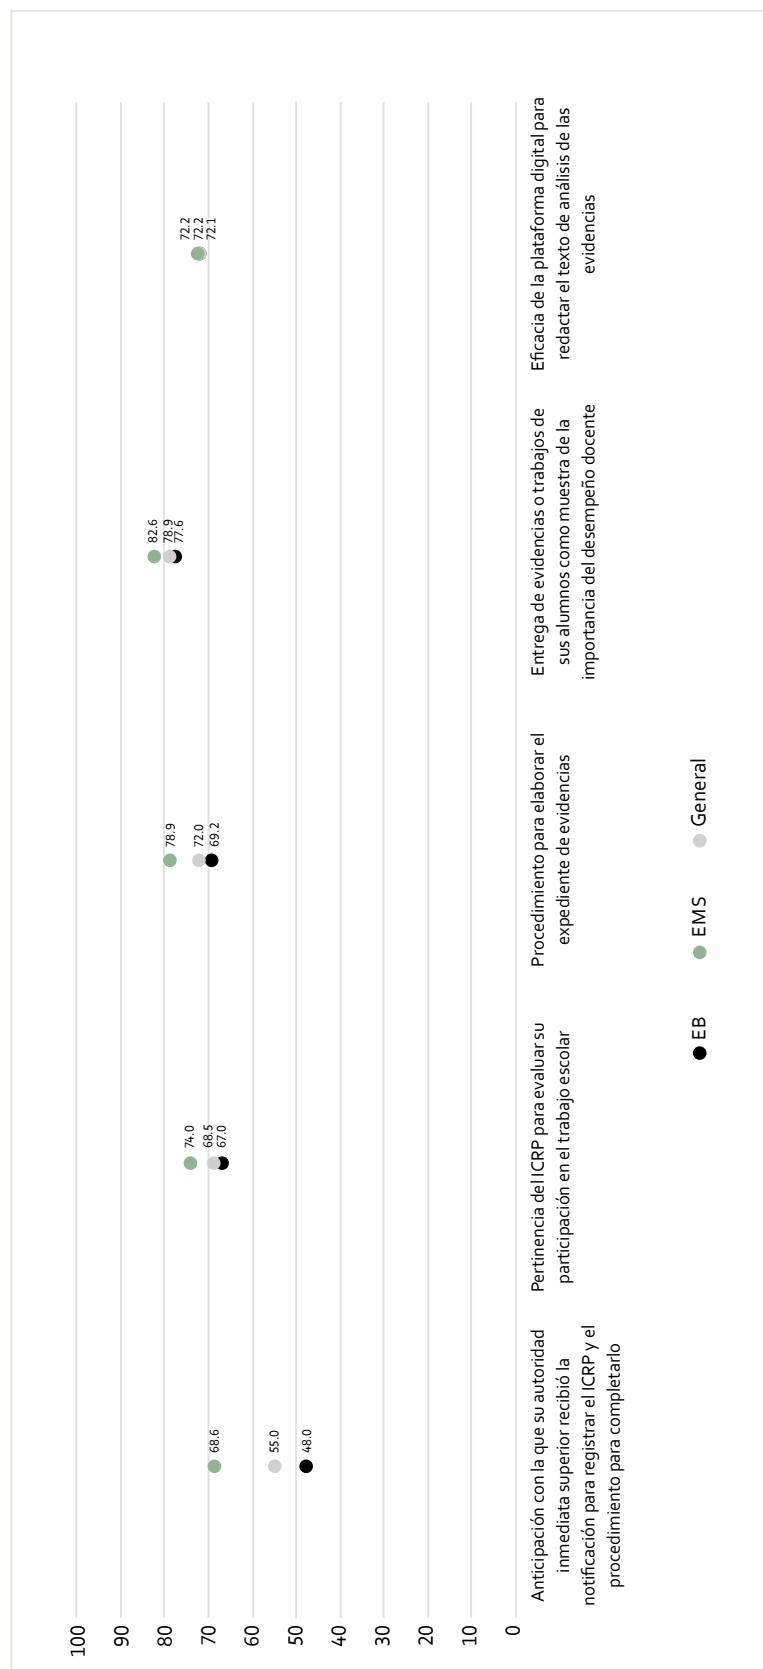 100
90
80
70
60
50
40
30
20
10
0
68.6
55.0
48.0
74.0
68.5
67.0
78.9
72.0
69.2
82.6
78.9
77.6
72.2
72.2
72.1
Anticipación con la que su autoridad
inmediata superior recibió la
notificación para registrar el ICRP y el
procedimiento para completarlo
Pertinencia del ICRP para evaluar su
participación en el trabajo escolar
Procedimiento para elaborar el
expediente de evidencias
Entrega de evidencias o trabajos de
sus alumnos como muestra de la
importancia del desempeño docente
Eficacia de la plataforma digital para
redactar el texto de análisis de las
evidencias
EB
EMS
General